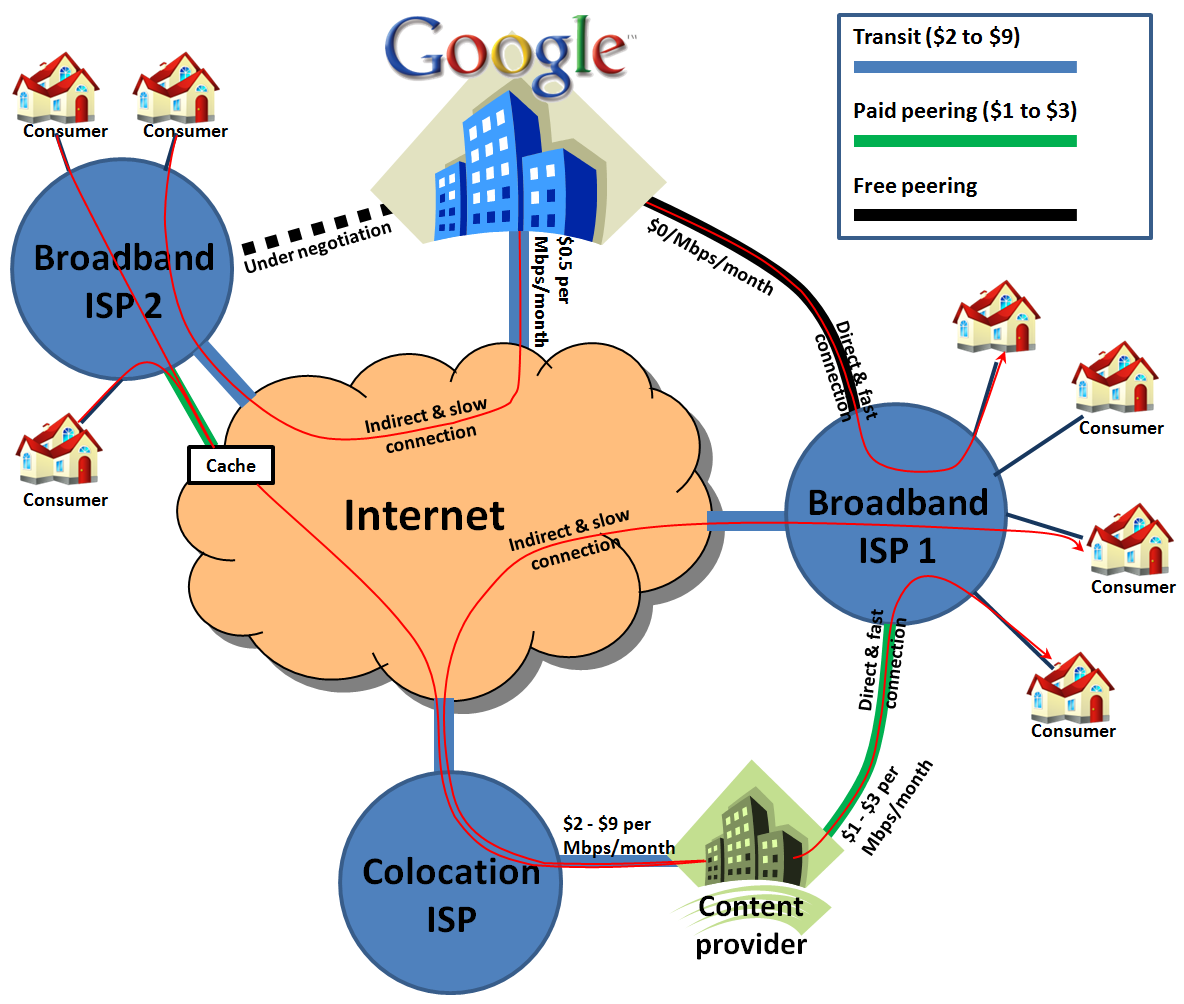 Google™
Transit ($2 to $9)
Paid peering ($1 to $3)
Free peering
Consumer
Consumer
Broadband
ISP 2
Under negotiation
$0.5 per
Mbps/month
$0/Mbps/month
Direct & fast
connection
Consumer
Consumer
Cache
Indirect & slow
connection
Internet
Indirect & slow
connection
Broadband
ISP 1
Consumer
Consumer
Direct & fast
connection
$1 - $3 per
Mbps/month
$2 - $9 per
Mbps/month
Colocation
ISP
Content
provider